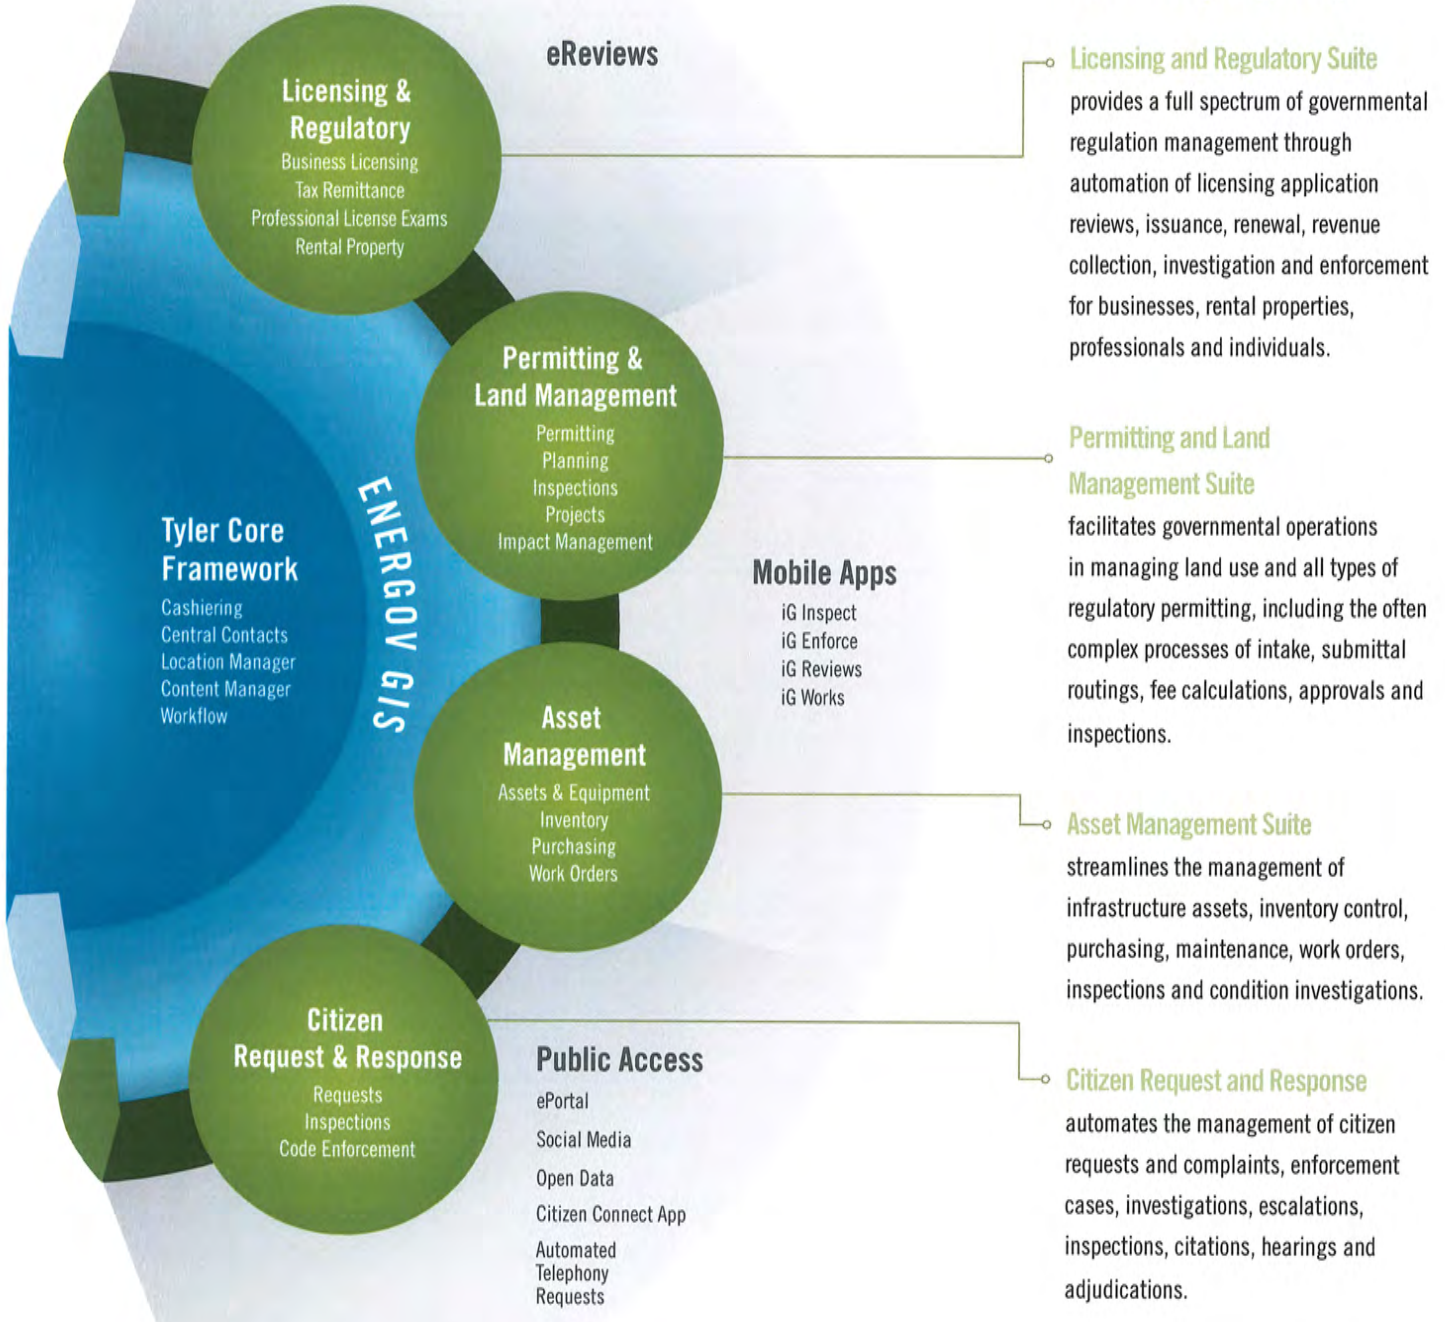 eReviews
Licensing &
Regulatory
Business Licensing
Tax Remittance
Professional License Exams
Rental Property
Permitting &
Land Management
Permitting
Planning
Inspections
Projects
Impact Management
Tyler Core
Framework
Cashiering
Central Contacts
Location Manager
Content Manager
Workflow
ENERGOV GIS
Mobile Apps
iG Inspect
iG Enforce
iG Reviews
iG Works
Asset
Management
Assets & Equipment
Inventory
Purchasing
Work Orders
Citizen
Request & Response
Requests
Inspections
Code Enforcement
Public Access
ePortal
Social Media
Open Data
Citizen Connect App
Automated
Telephony
Requests
Licensing and Regulatory Suite
provides a full spectrum of governmental
regulation management through
automation of licensing application
reviews, issuance, renewal, revenue
collection, investigation and enforcement
for businesses, rental properties,
professionals and individuals.
Permitting and Land
Management Suite
facilitates governmental operations
in managing land use and all types of
regulatory permitting, including the often
complex processes of intake, submittal
routings, fee calculations, approvals and
inspections.
Asset Management Suite
streamlines the management of
infrastructure assets, inventory control,
purchasing, maintenance, work orders,
inspections and condition investigations.
Citizen Request and Response
automates the management of citizen
requests and complaints, enforcement
cases, investigations, escalations,
inspections, citations, hearings and
adjudications.